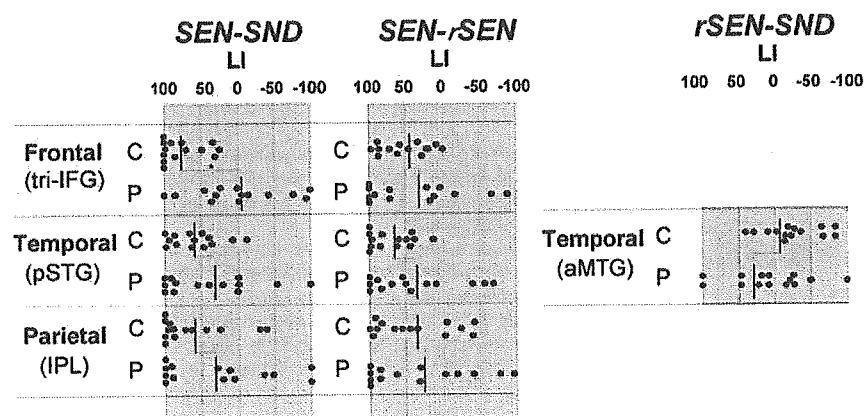 SEN-SND SEN-rSEN rSEN-SND
LI LI LI
100 50 0 -50 -100 100 50 0 -50 -100 100 50 0 -50 -100
Frontal C C
(tri-IFG) P P
Temporal C C Temporal C
(pSTG) P P (aMTG) P
Parietal C C
(IPL) P P